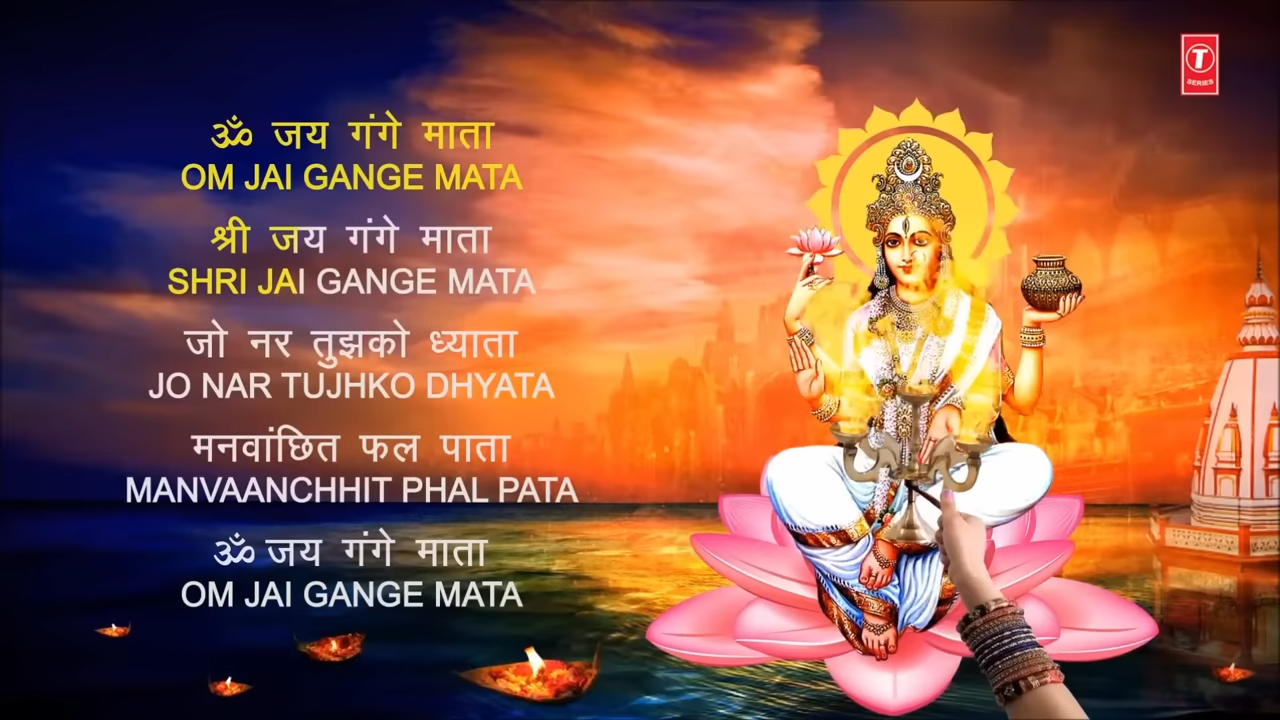 ॐ जय गंगे माता
OM JAI GANGE MATA
श्री जय गंगे माता
SHRI JAI GANGE MATA
जो नर तुझको ध्याता
JO NAR TUJHKO DHYATA
मनवांछित फल पाता
MANVAANCHHIT PHAL PATA
ॐ जय गंगे माता
OM JAI GANGE MATA
T
SERIES